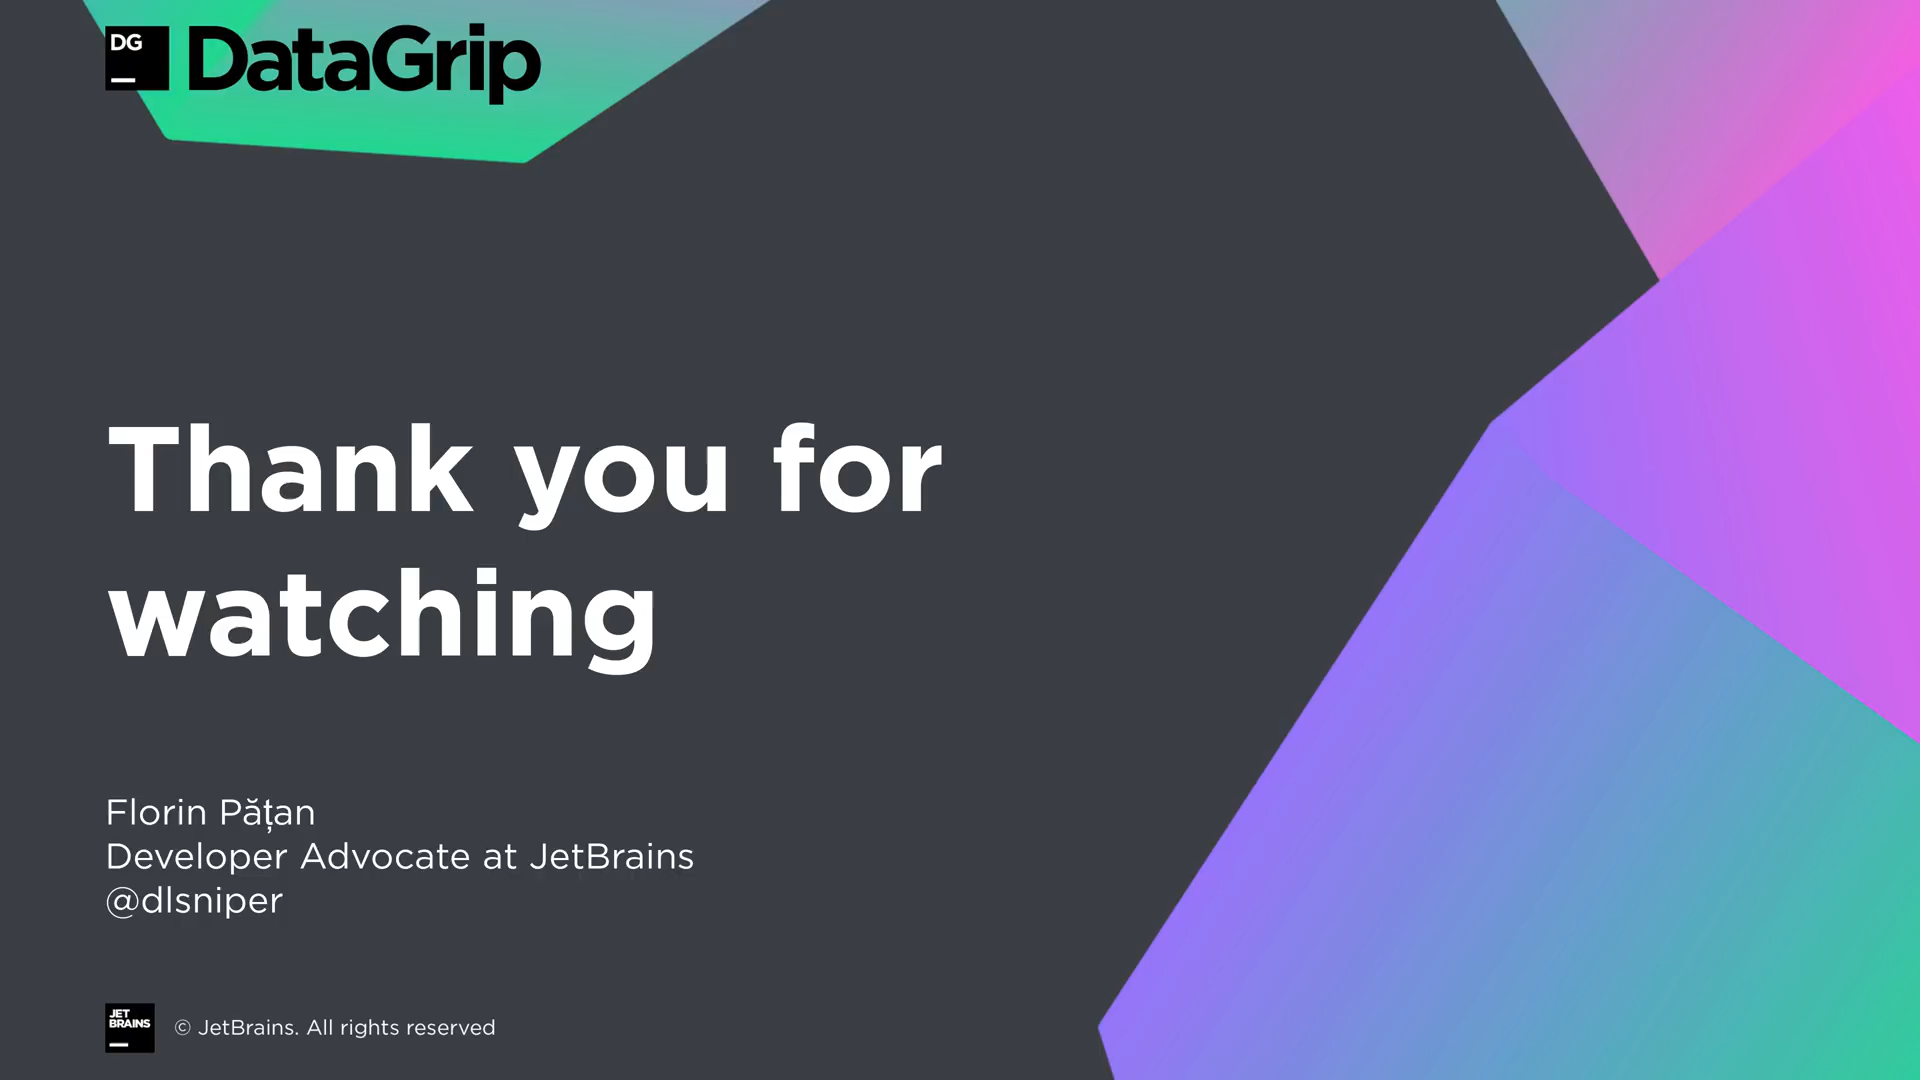 DG
DataGrip
Thank you for
watching
Florin Pățan
Developer Advocate at JetBrains
@dlsniper
JET
BRAINS
© JetBrains. All rights reserved